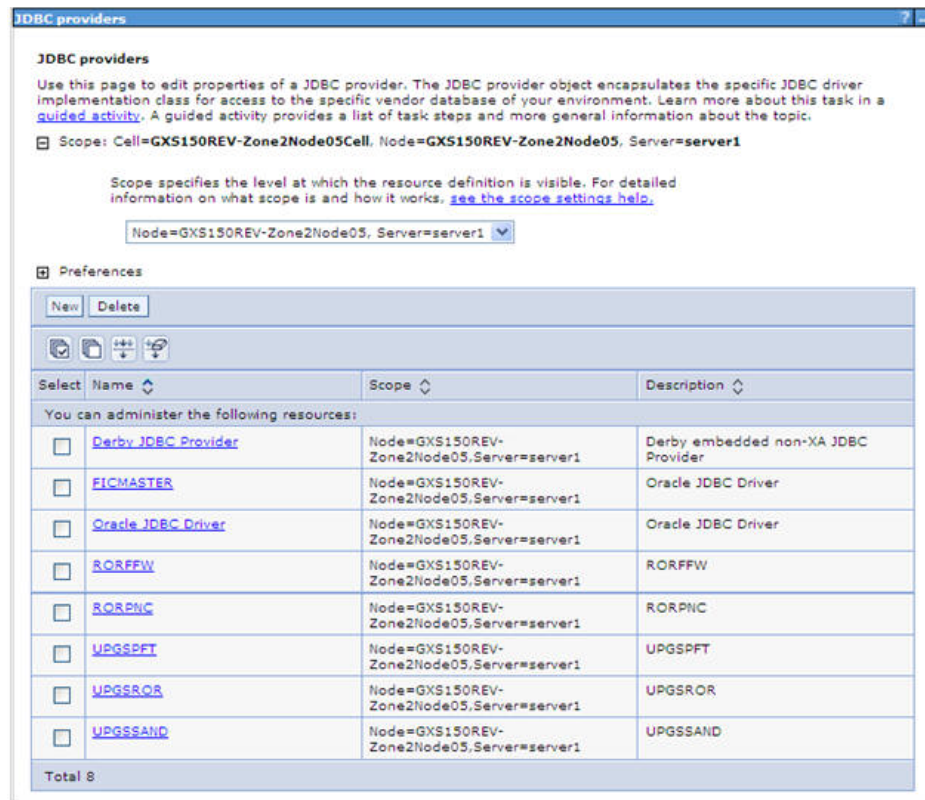 JDBC providers
?
JDBC providers
Use this page to edit properties of a JDBC provider. The JDBC provider object encapsulates the specific JDBC driver
implementation class for access to the specific vendor database of your environment. Learn more about this task in a
guided activity. A guided activity provides a list of task steps and more general information about the topic.
Scope: Cell=GXS150REV-Zone2Node05Cell, Node=GXS150REV-Zone2Node05, Server=server1
Scope specifies the level at which the resource definition is visible. For detailed
information on what scope is and how it works, see the scope settings help.
Node=GXS150REV-Zone2Node05, Server=server1
Preferences
New Delete
Select Name Scope Description
You can administer the following resources:
Derby JDBC Provider Node=GXS150REV- Derby embedded non-XA JDBC
Zone2Node05,Server=server1 Provider
FICMASTER Node=GXS150REV- Oracle JDBC Driver
Zone2Node05,Server=server1
Oracle JDBC Driver Node=GXS150REV- Oracle JDBC Driver
Zone2Node05,Server=server1
RORFFW Node=GXS150REV- RORFFW
Zone2Node05,Server=server1
RORPNC Node=GXS150REV- RORPNC
Zone2Node05,Server=server1
UPGSPFT Node=GXS150REV- UPGSPFT
Zone2Node05,Server=server1
UPGSROR Node=GXS150REV- UPGSROR
Zone2Node05,Server=server1
UPGSSAND Node=GXS150REV- UPGSSAND
Zone2Node05,Server=server1
Total 8